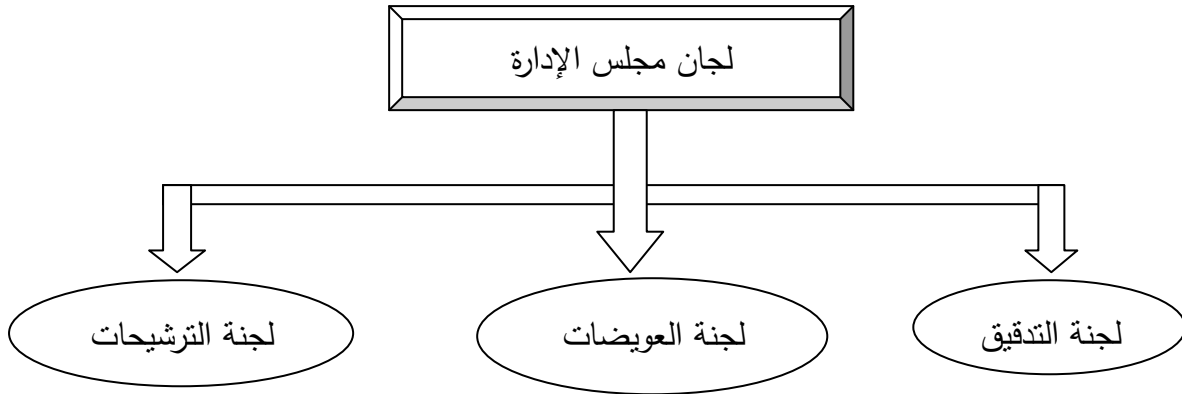 لجان مجلس الإدارة
لجنة التدقيق
لجنة العويضات
لجنة الترشيحات